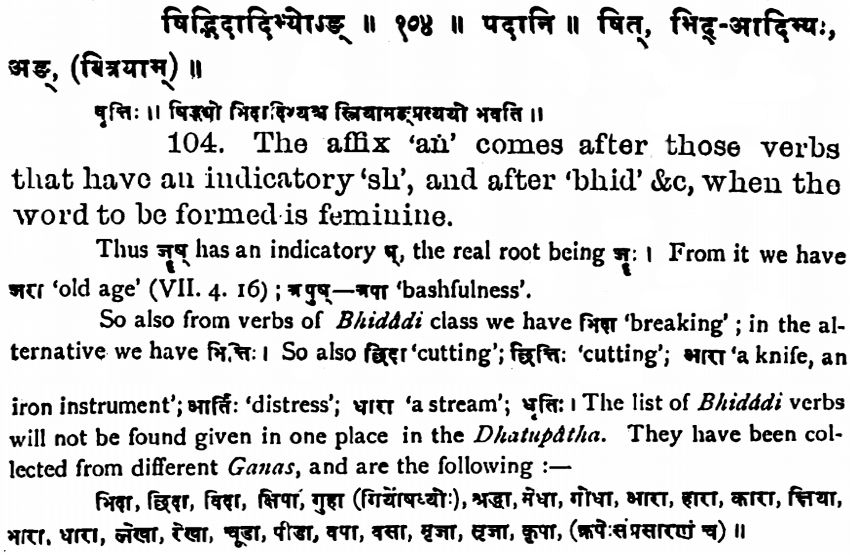 षिद्भिदादिभ्योऽङ् ॥ १०४ ॥ पदानि ॥ षित्, भिद्-आदिभ्यः,
अङ्, (स्त्रियाम्) ॥
वृत्तिः ॥ षिद्भ्यो भिदादिभ्यश्च स्त्रियामङ्प्रत्ययो भवति ॥
104. The affix 'aṅ' comes after those verbs
that have an indicatory 'sh', and after 'bhid' &c, when the
word to be formed is feminine.
Thus जॄष् has an indicatory ष्, the real root being जॄः । From it we have
जरा 'old age' (VII. 4. 16) ; त्रपुष्—त्रपा 'bashfulness'.
So also from verbs of Bhidâdi class we have भिदा 'breaking' ; in the al-
ternative we have भित्तिः । So also छिदा 'cutting'; छित्तिः 'cutting'; आरा 'a knife, an
iron instrument'; आर्तिः 'distress'; धारा 'a stream'; धृतिः । The list of Bhidâdi verbs
will not be found given in one place in the Dhatupâtha. They have been col-
lected from different Ganas, and are the following :—
भिदा, छिदा, विदा, क्षिपा, गुहा (गिर्योषध्योः), श्रद्धा, मेधा, गोधा, आरा, हारा, कारा, क्षिया,
धारा, लेखा, रेखा, चूडा, पीडा, वपा, वसा, सृजा, कृपा, (क्रपेः संप्रसारणं च) ॥